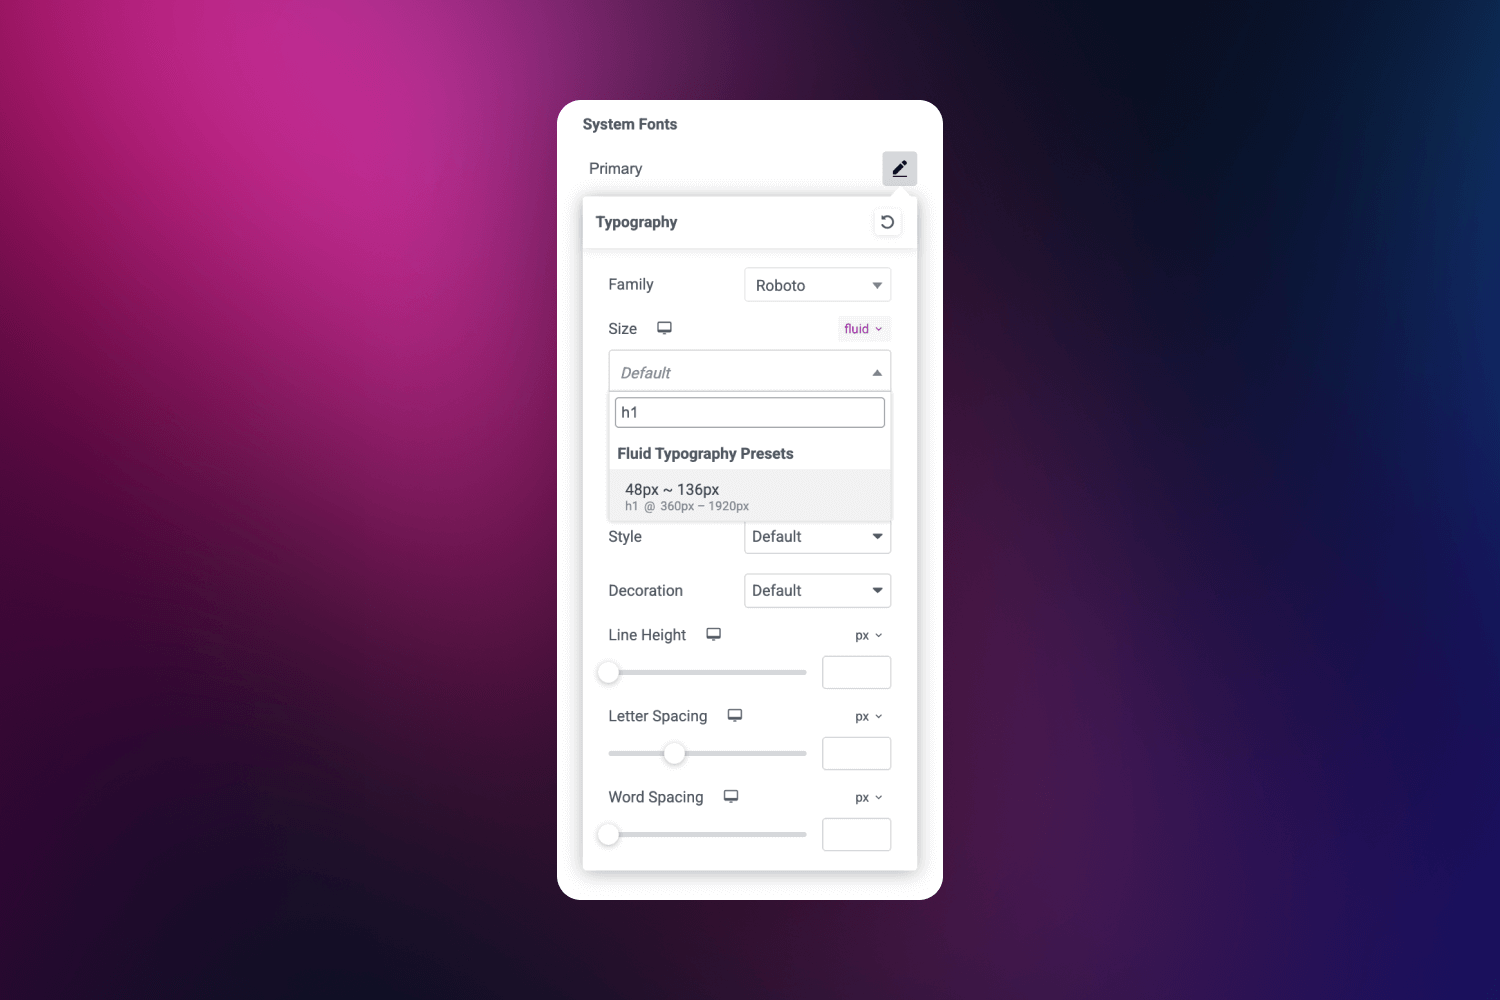 System Fonts
Primary
Typography
Family Roboto
Size fluid
Default
h1
Fluid Typography Presets
48px ~ 136px
h1 @ 360px – 1920px
Style Default
Decoration Default
Line Height px
Letter Spacing px
Word Spacing px